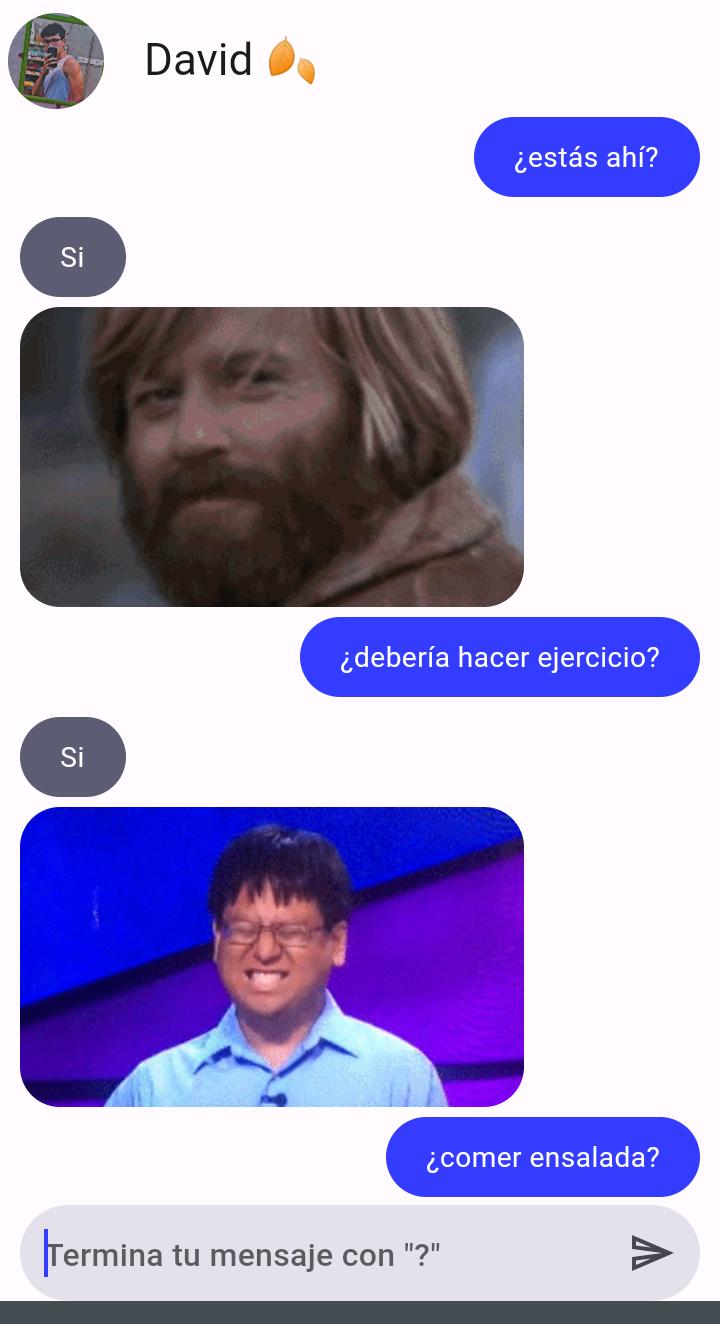 David 🍂
¿estás ahí?
Si
¿debería hacer ejercicio?
Si
¿comer ensalada?
Termina tu mensaje con "?"